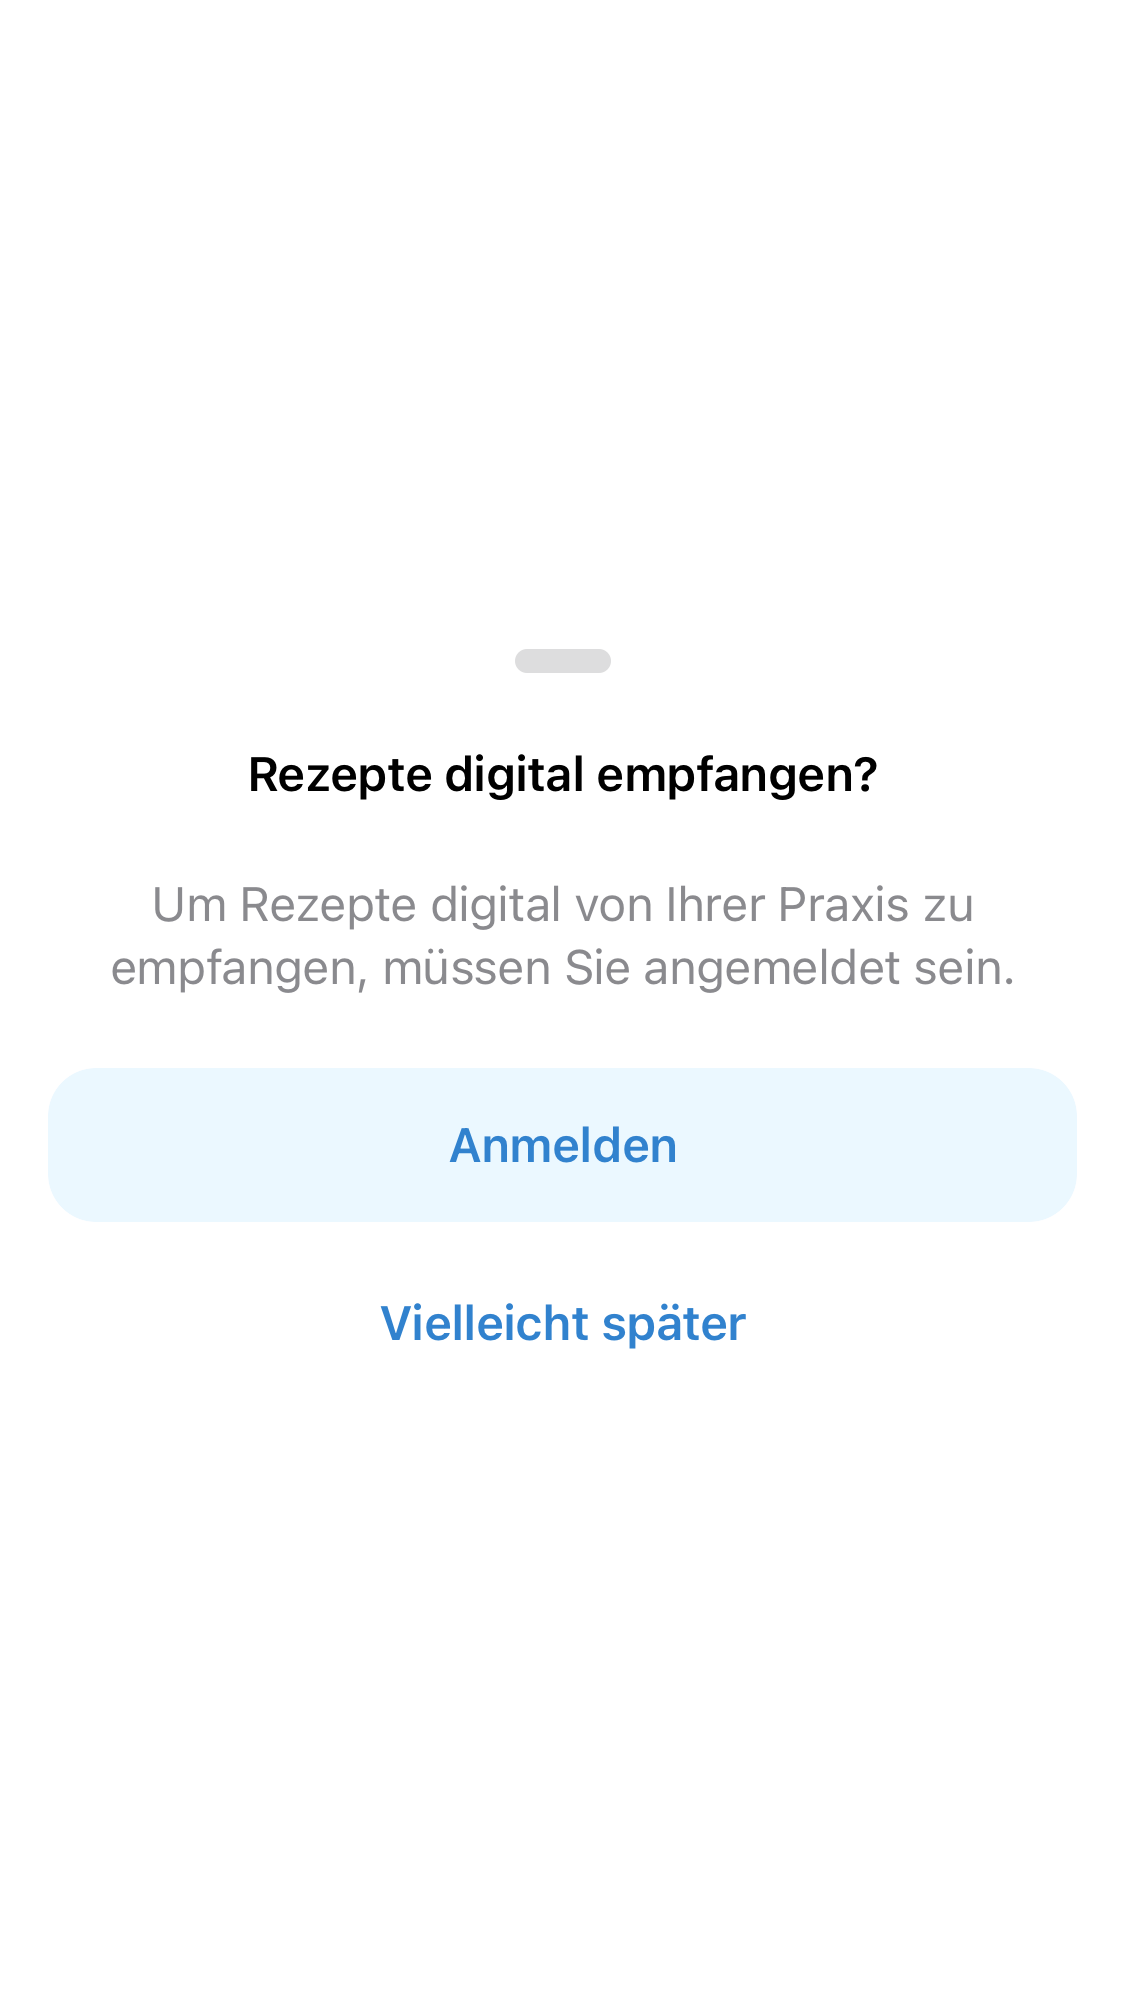 Rezepte digital empfangen?
Um Rezepte digital von Ihrer Praxis zu
empfangen, müssen Sie angemeldet sein.
Anmelden
Vielleicht später